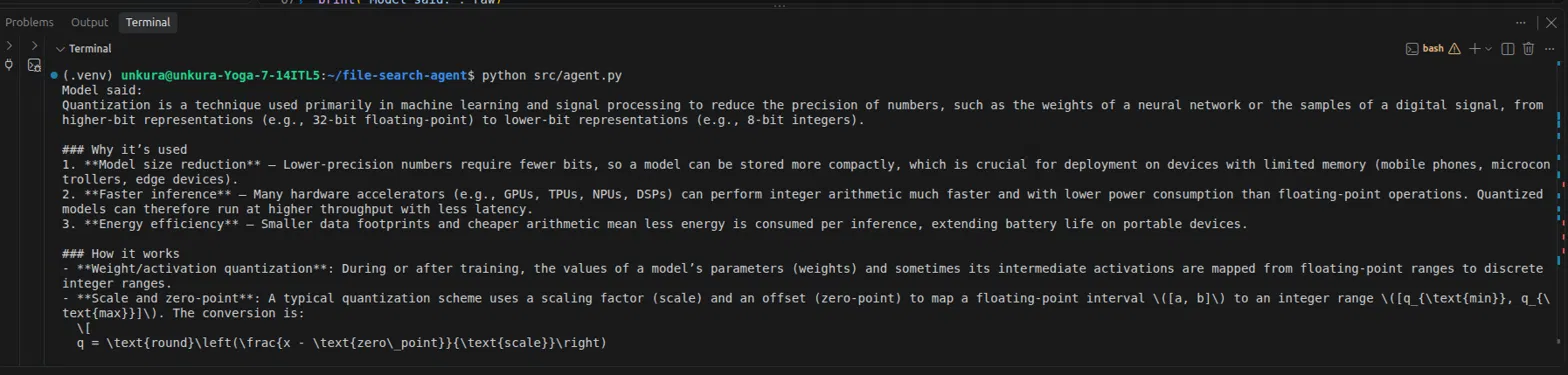 Problems Output Terminal
Terminal
bash
(.venv) unkura@unkura-Yoga-7-14ITL5:~/file-search-agent$ python src/agent.py
Model said:
Quantization is a technique used primarily in machine learning and signal processing to reduce the precision of numbers, such as the weights of a neural network or the samples of a digital signal, from
higher-bit representations (e.g., 32-bit floating-point) to lower-bit representations (e.g., 8-bit integers).
### Why it’s used
1. **Model size reduction** – Lower-precision numbers require fewer bits, so a model can be stored more compactly, which is crucial for deployment on devices with limited memory (mobile phones, microcon
trollers, edge devices).
2. **Faster inference** – Many hardware accelerators (e.g., GPUs, TPUs, NPUs, DSPs) can perform integer arithmetic much faster and with lower power consumption than floating-point operations. Quantized
models can therefore run at higher throughput with less latency.
3. **Energy efficiency** – Smaller data footprints and cheaper arithmetic mean less energy is consumed per inference, extending battery life on portable devices.
### How it works
- **Weight/activation quantization**: During or after training, the values of a model’s parameters (weights) and sometimes its intermediate activations are mapped from floating-point ranges to discrete
integer ranges.
- **Scale and zero-point**: A typical quantization scheme uses a scaling factor (scale) and an offset (zero-point) to map a floating-point interval \([a, b]\) to an integer range \([q_{\text{min}}, q_{\
text{max}}]\). The conversion is:
\[
q = \text{round}\left(\frac{x - \text{zero\_point}}{\text{scale}}\right)